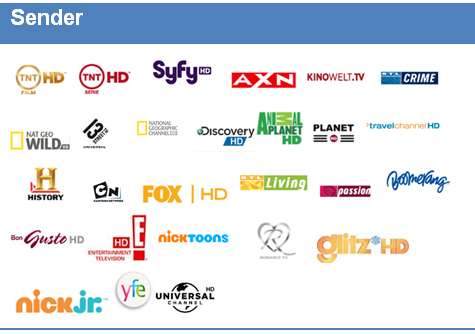 Sender
TNT HD
FILM
TNT HD
SERIE
Syfy HD
AXN
KINOWELT.TV
RTL
CRIME
NAT GEO
WILD HD
13TH STREET
UNIVERSAL
NATIONAL
GEOGRAPHIC
CHANNEL HD
Discovery
HD
ANIMAL
PLANET
HD
PLANET
travelchannelHD
H
HISTORY
CN
CARTOON NETWORK
FOX | HD
RTL
Living
passion
Boomerang
Bon Gusto HD
HD
E!
ENTERTAINMENT
TELEVISION
nicktoons
R
ROMANCE TV
glitz*HD
nick jr.
yfe
UNIVERSAL HD
CHANNEL